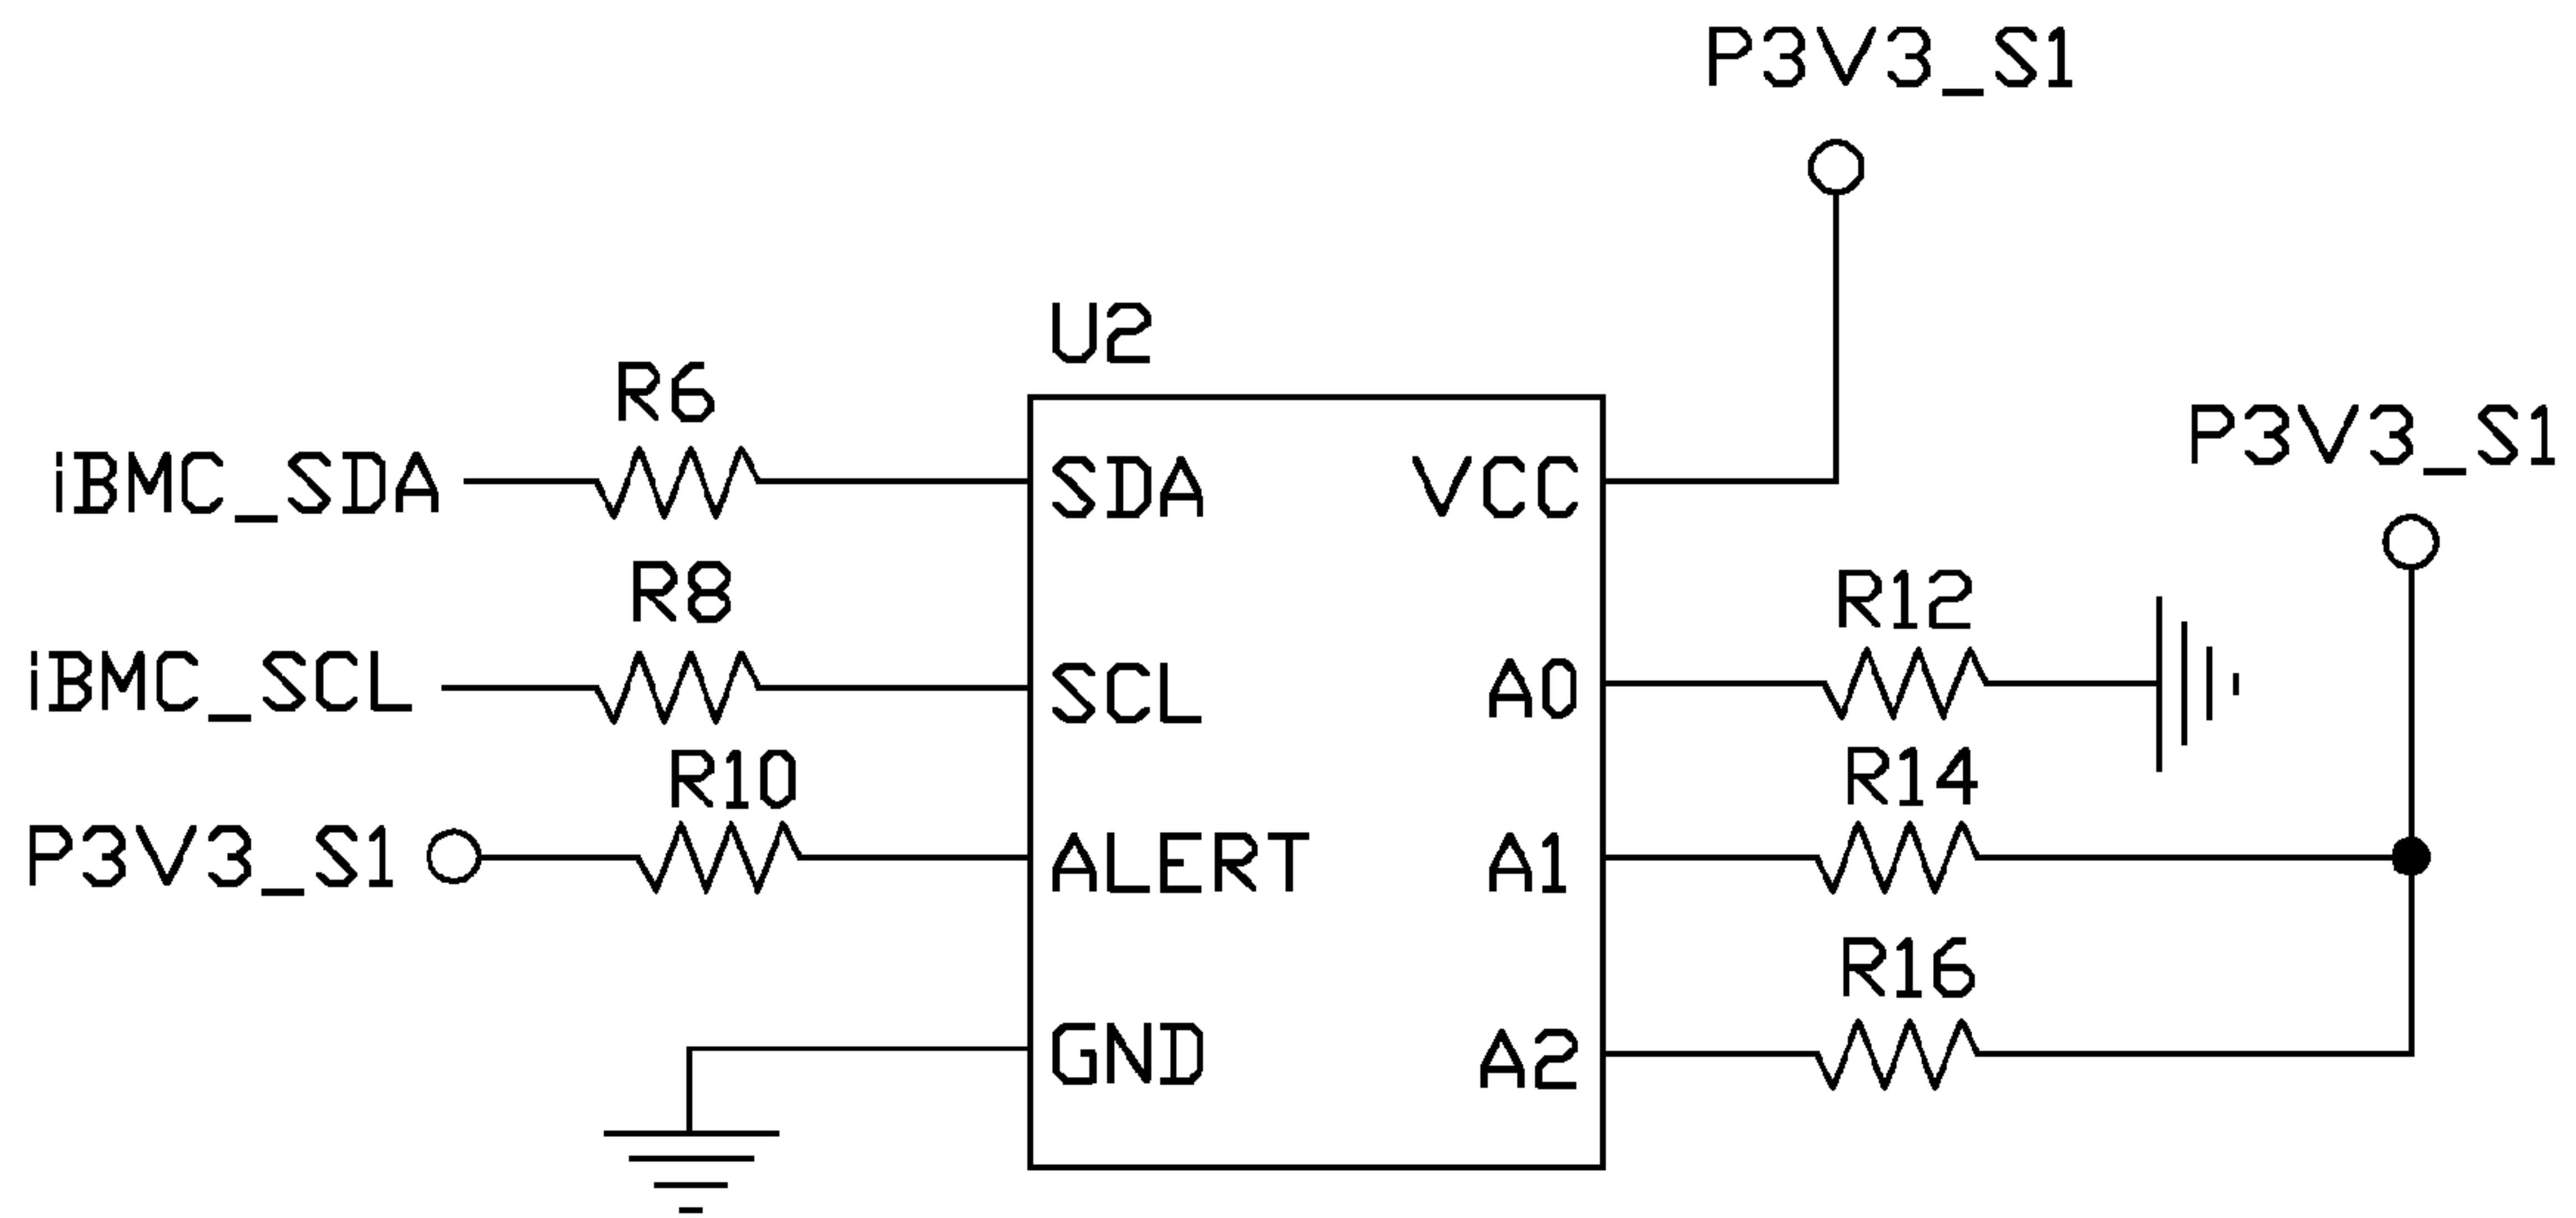 P3V3_S1
U2
R6
P3V3_S1
iBMC_SDA
SDA
VCC
R8
R12
iBMC_SCL
SCL
A0
R10
R14
P3V3_S1
ALERT
A1
R16
GND
A2